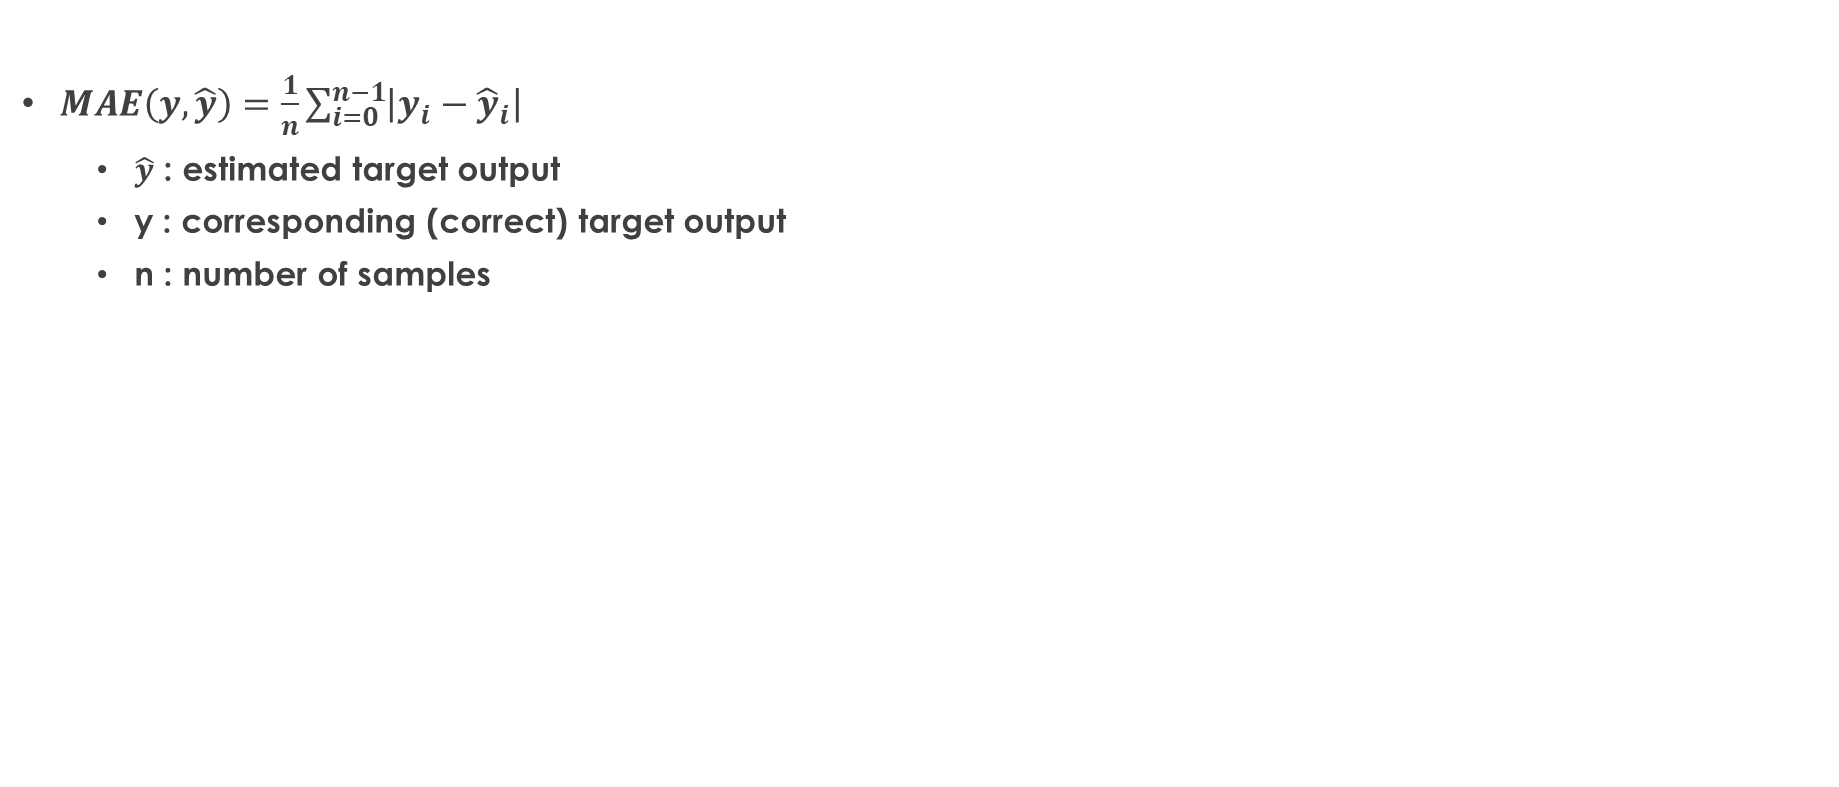 • MAE(y, ŷ) = 1/n ∑_{i=0}^{n−1} |y_i − ŷ_i|
• ŷ : estimated target output
• y : corresponding (correct) target output
• n : number of samples